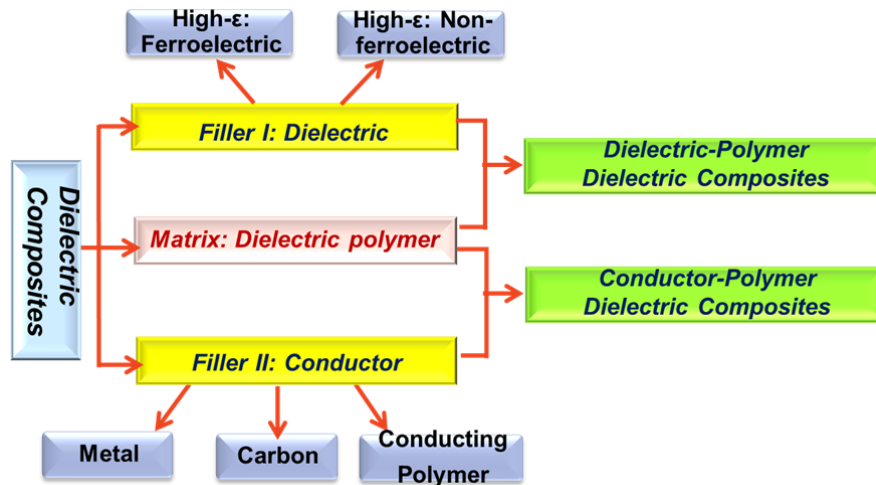 High-ε:
Ferroelectric
High-ε: Non-
ferroelectric
Filler I: Dielectric
Dielectric-Polymer
Dielectric Composites
Dielectric
Composites
Matrix: Dielectric polymer
Conductor-Polymer
Dielectric Composites
Filler II: Conductor
Metal
Carbon
Conducting
Polymer